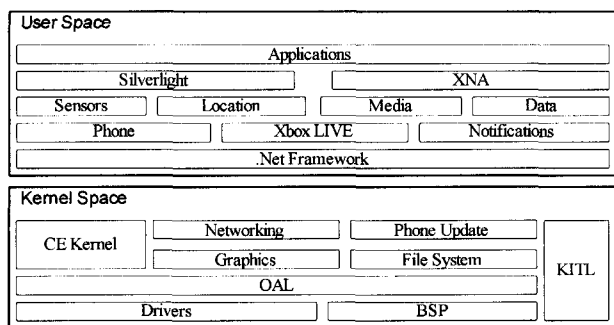 User Space
Applications
Silverlight XNA
Sensors Location Media Data
Phone Xbox LIVE Notifications
.Net Framework
Kernel Space
CE Kernel
Networking Phone Update
Graphics File System
KITL
OAL
Drivers BSP